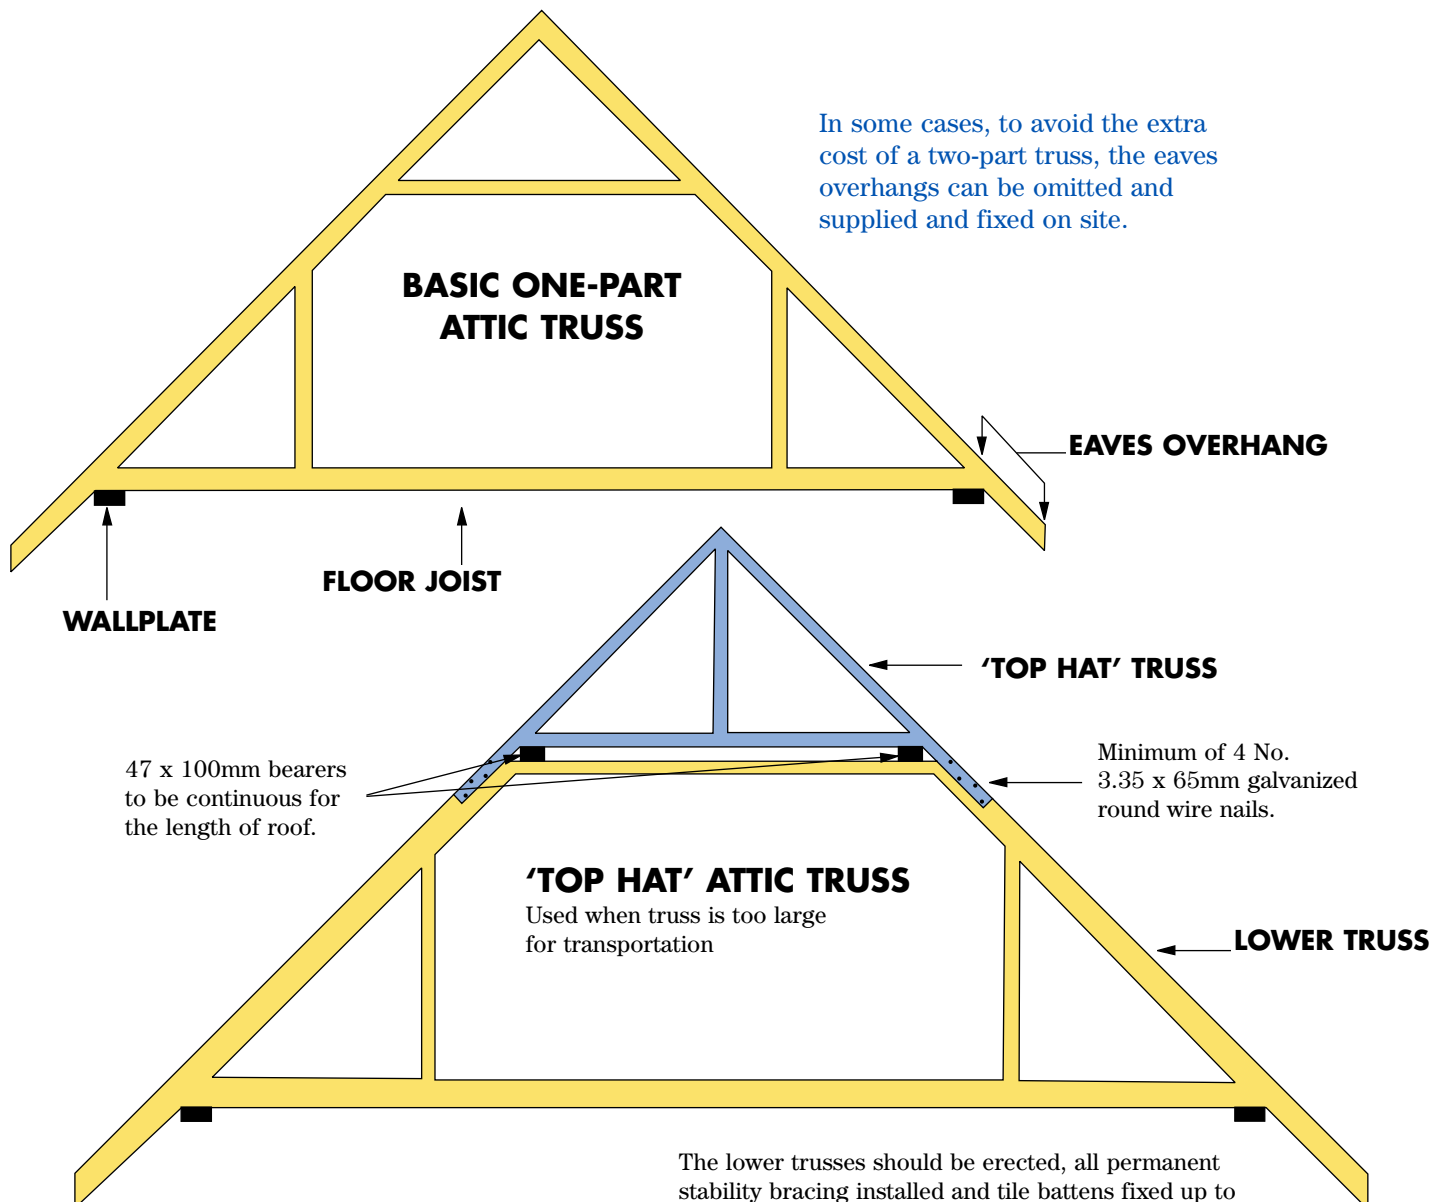 In some cases, to avoid the extra
cost of a two-part truss, the eaves
overhangs can be omitted and
supplied and fixed on site.
BASIC ONE-PART
ATTIC TRUSS
EAVES OVERHANG
FLOOR JOIST
WALLPLATE
‘TOP HAT’ TRUSS
47 x 100mm bearers
to be continuous for
the length of roof.
Minimum of 4 No.
3.35 x 65mm galvanized
round wire nails.
‘TOP HAT’ ATTIC TRUSS
Used when truss is too large
for transportation
LOWER TRUSS
The lower trusses should be erected, all permanent
stability bracing installed and tile battens fixed up to